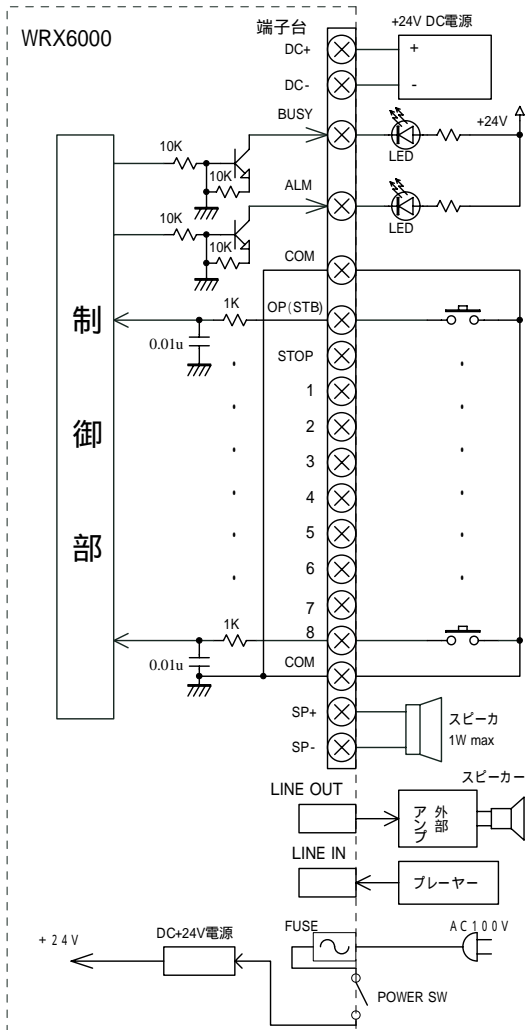 WRX6000
端子台
+24V DC電源
DC+
+
DC-
-
BUSY
+24V
10K
LED
10K
ALM
10K
LED
10K
COM
制御部
1K
OP(STB)
0.01u
STOP
1
2
3
4
5
6
7
1K
8
0.01u
COM
SP+
スピーカ
1W max
SP-
LINE OUT
スピーカー
外部アンプ
LINE IN
プレーヤー
FUSE
AC100V
+24V
DC+24V電源
POWER SW